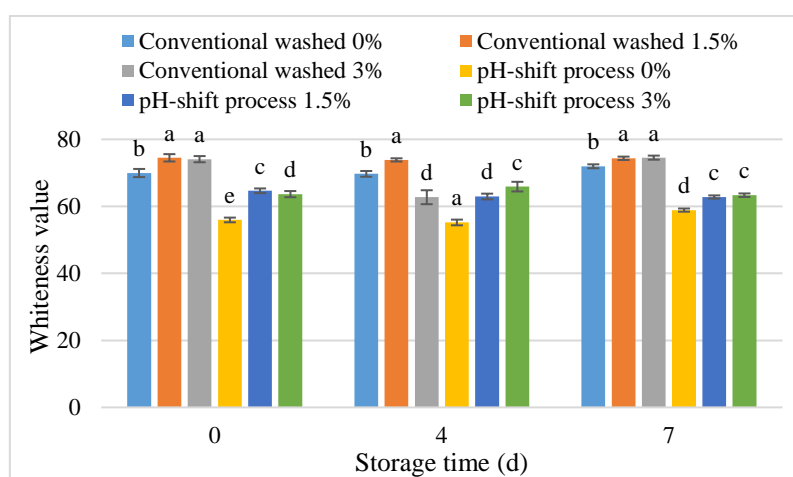 Conventional washed 0% Conventional washed 1.5%
Conventional washed 3% pH-shift process 0%
pH-shift process 1.5% pH-shift process 3%
Whiteness value
80
60
40
20
0
b a a e c d
b a d a d c
b a a d c c
0 4 7
Storage time (d)